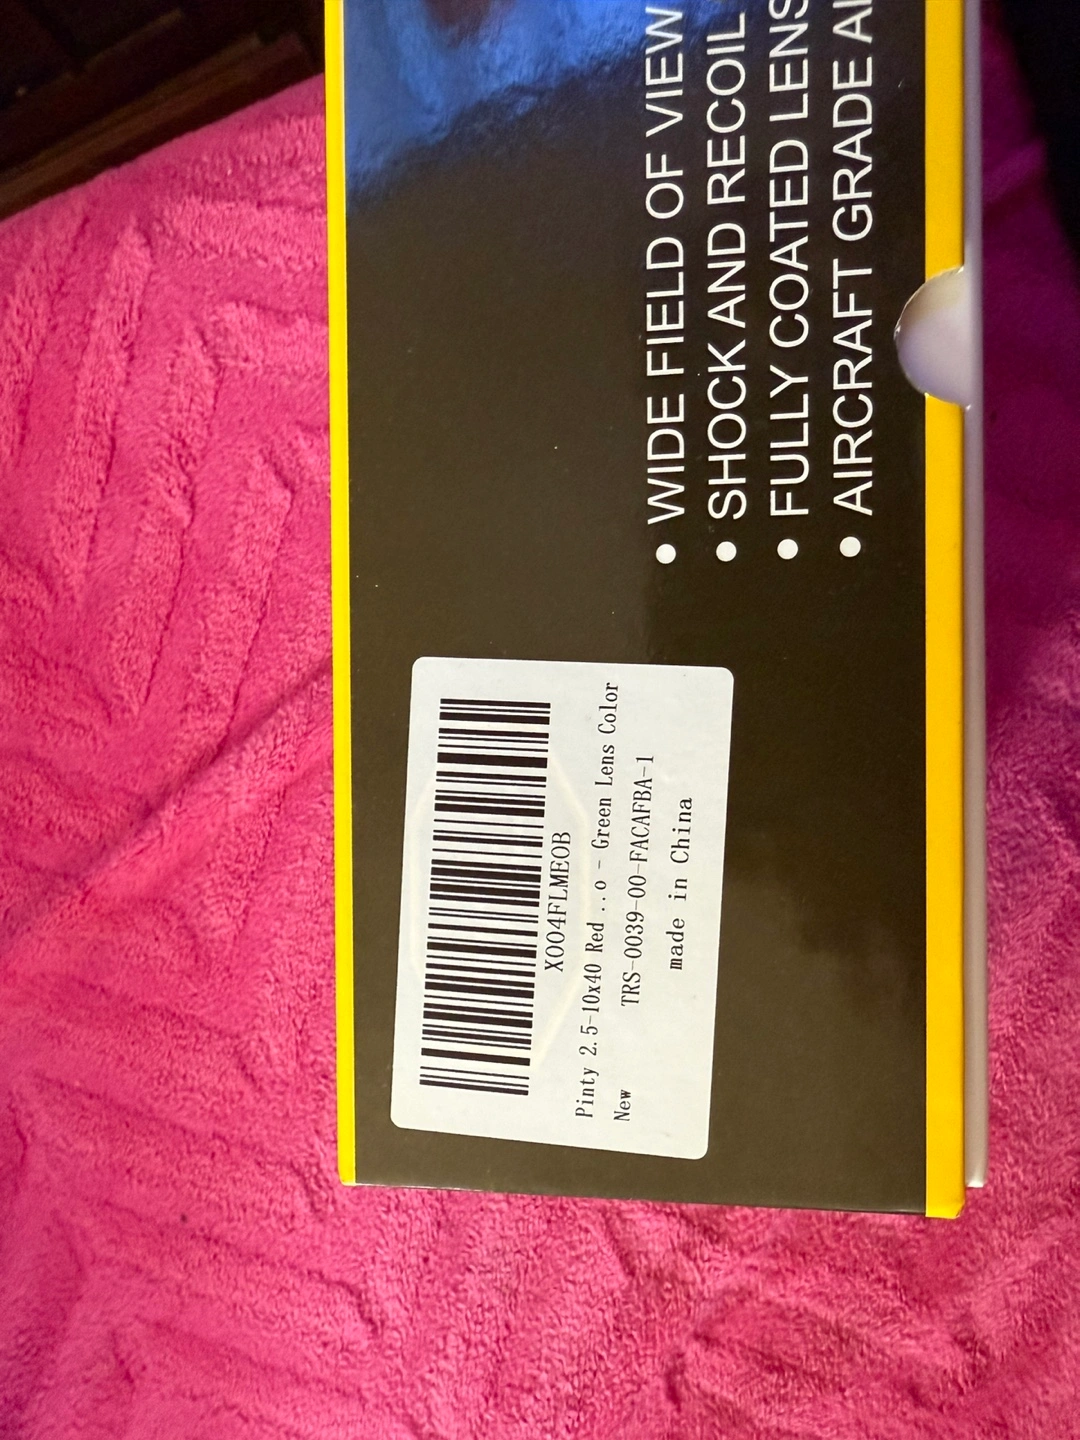 • WIDE FIELD OF VIEW
• SHOCK AND RECOIL
• FULLY COATED LENS
• AIRCRAFT GRADE
X004FLMEOB
Pinty 2.5-10x40 Red ..o - Green Lens Color
New TRS-0039-00-FACAFBA-1
made in China